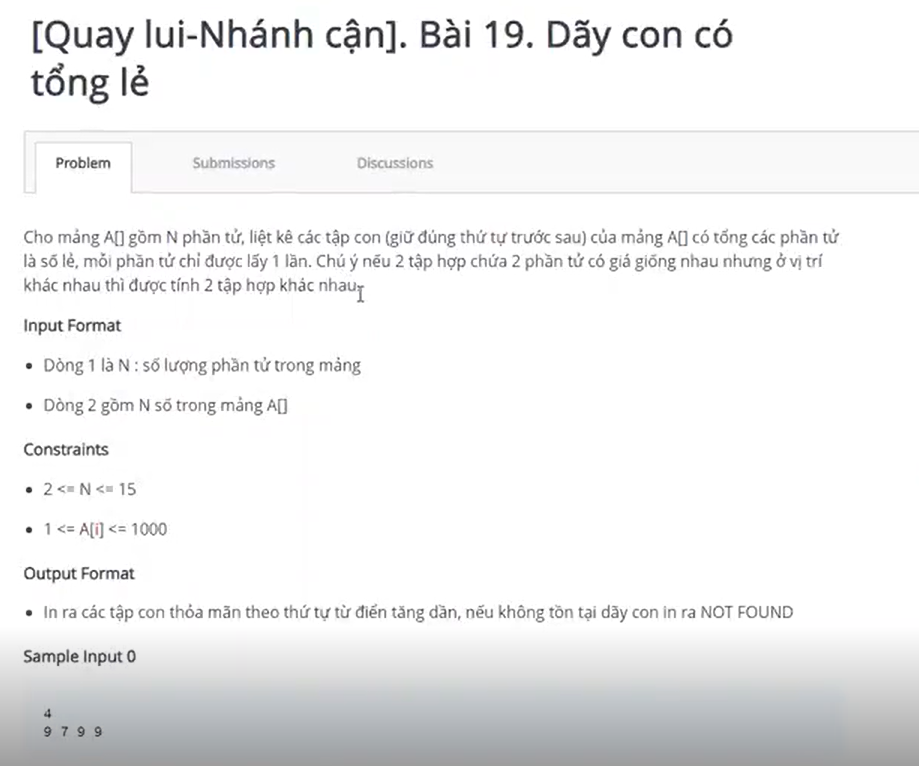 [Quay lui-Nhánh cận]. Bài 19. Dãy con có
tổng lẻ
Problem
Submissions
Discussions
Cho mảng A[] gồm N phần tử, liệt kê các tập con (giữ đúng thứ tự trước sau) của mảng A[] có tổng các phần tử
là số lẻ, mỗi phần tử chỉ được lấy 1 lần. Chú ý nếu 2 tập hợp chứa 2 phần tử có giá giống nhau nhưng ở vị trí
khác nhau thì được tính 2 tập hợp khác nhau.
Input Format
• Dòng 1 là N : số lượng phần tử trong mảng
• Dòng 2 gồm N số trong mảng A[]
Constraints
• 2 <= N <= 15
• 1 <= A[i] <= 1000
Output Format
• In ra các tập con thỏa mãn theo thứ tự từ điển tăng dần, nếu không tồn tại dãy con in ra NOT FOUND
Sample Input 0
4
9 7 9 9